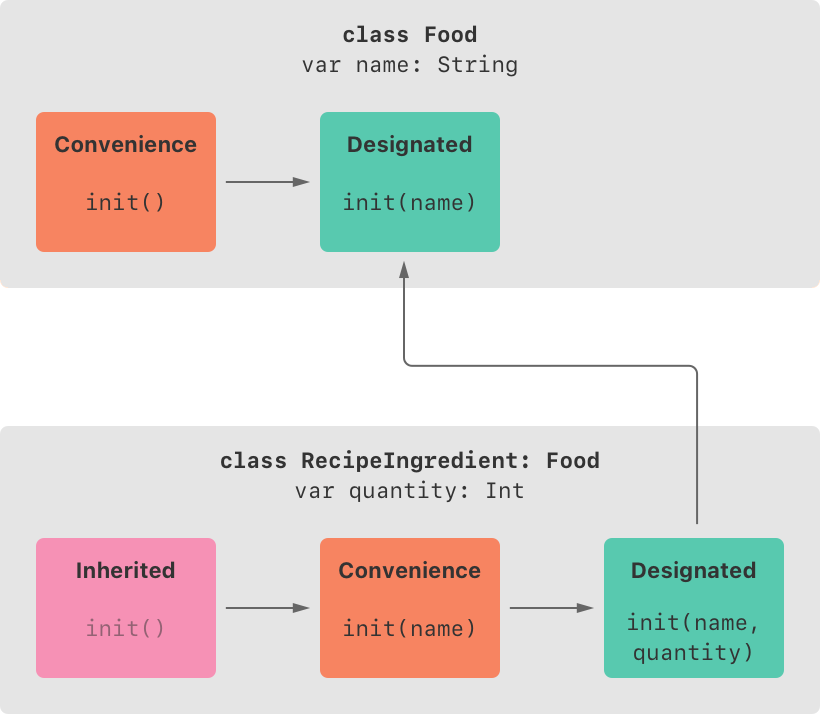 class Food
var name: String
Convenience
init()
Designated
init(name)
class RecipeIngredient: Food
var quantity: Int
Inherited
init()
Convenience
init(name)
Designated
init(name,
quantity)